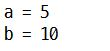 a = 5
b = 10